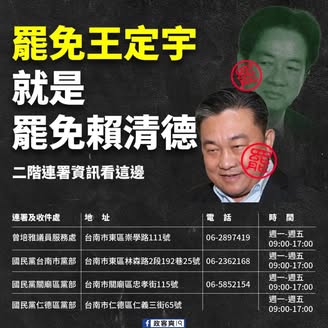 罷免王定宇
就是
罷免賴清德
二階連署資訊看這邊
罷
罷
連署及收件處 地 址 電 話 時 間
曾培雅議員服務處 台南市東區崇學路111號 06-2897419 週一-週五 09:00-17:00
國民黨台南市黨部 台南市東區林森路2段192巷25號 06-2362168 週一-週五 09:00-17:00
國民黨關廟區黨部 台南市關廟區忠孝街115號 06-5852154 週一-週五 09:00-17:00
國民黨仁德區黨部 台南市仁德區仁義三街65號 週一-週五 09:00-17:00
政客爽